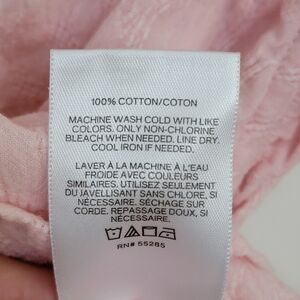 100% COTTON/COTON
MACHINE WASH COLD WITH LIKE
COLORS. ONLY NON-CHLORINE
BLEACH WHEN NEEDED. LINE DRY.
COOL IRON IF NEEDED.
LAVER À LA MACHINE À L'EAU
FROIDE AVEC COULEURS
SIMILAIRES. UTILISEZ SEULEMENT
DU JAVELLISANT SANS CHLORE, SI
NÉCESSAIRE. SÉCHAGE SUR
CORDE. REPASSAGE DOUX, SI
NÉCESSAIRE.
RN# 55285